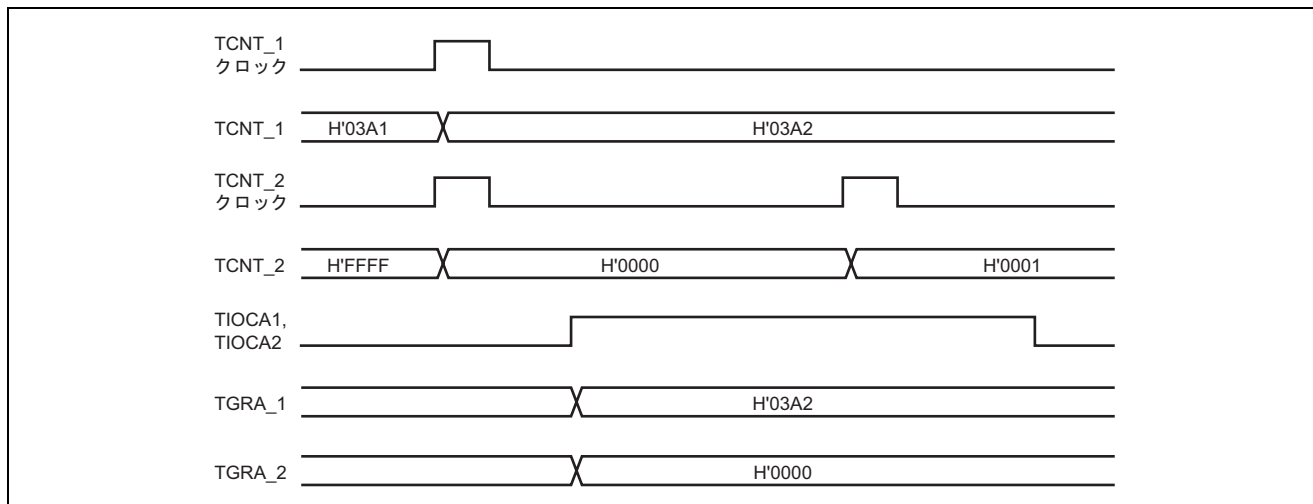 TCNT_1
クロック
TCNT_1 H'03A1 H'03A2
TCNT_2
クロック
TCNT_2 H'FFFF H'0000 H'0001
TIOCA1,
TIOCA2
TGRA_1 H'03A2
TGRA_2 H'0000